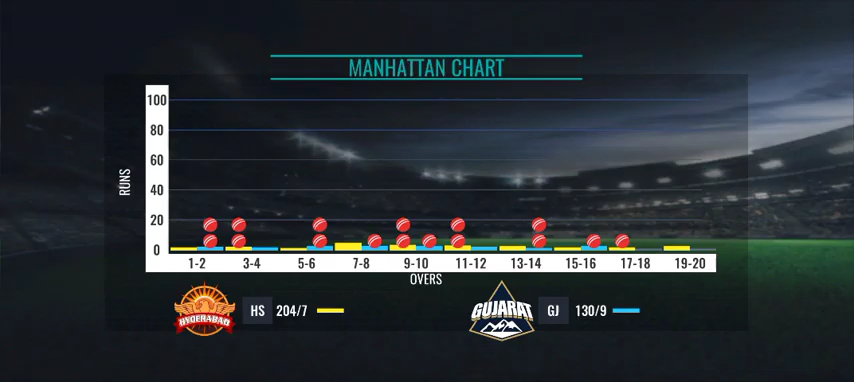 MANHATTAN CHART
RUNS
100
80
60
40
20
0
1-2 3-4 5-6 7-8 9-10 11-12 13-14 15-16 17-18 19-20
OVERS
HYDERABAD HS 204/7 GUJARAT GJ 130/9